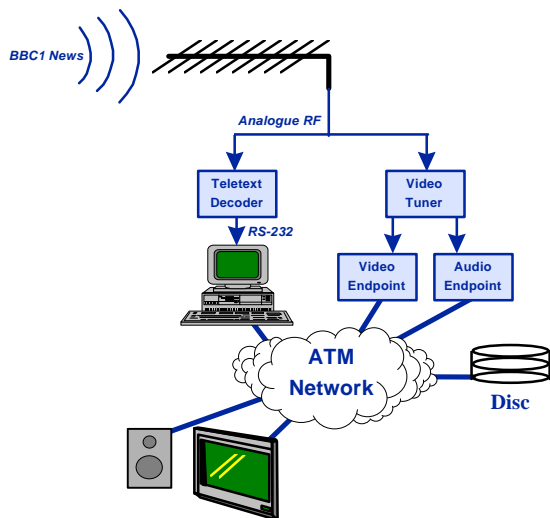 BBC1 News
Analogue RF
Teletext
Decoder
Video
Tuner
RS-232
Video
Endpoint
Audio
Endpoint
ATM
Network
Disc